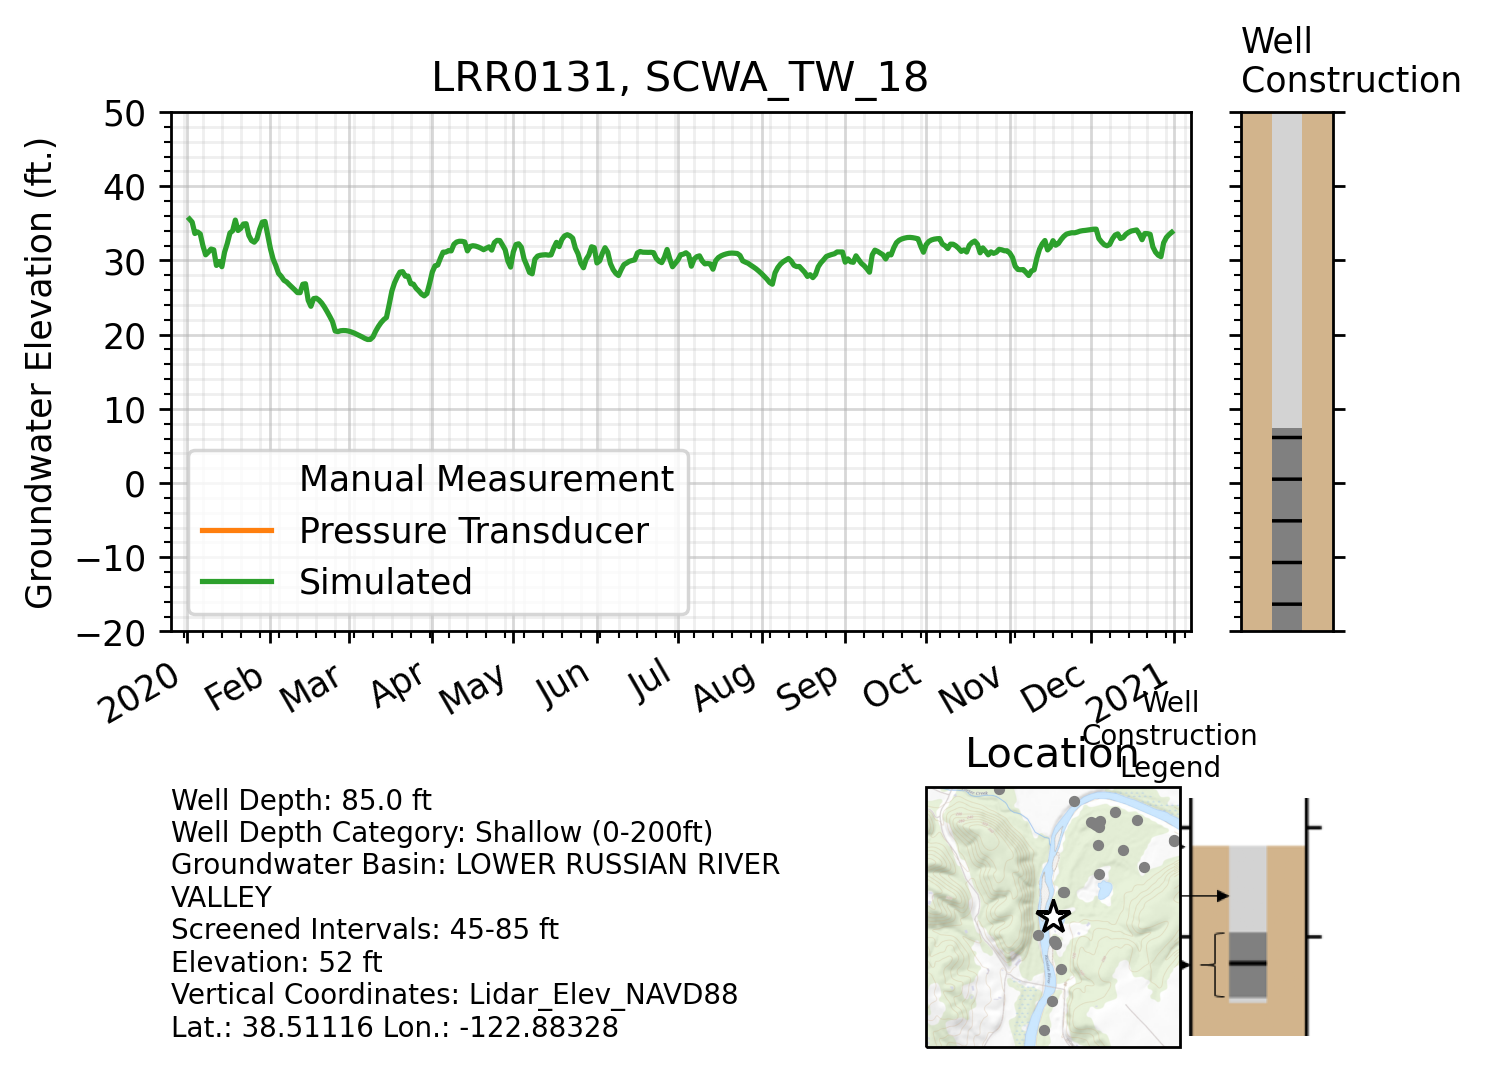 Well
Construction
LRR0131, SCWA_TW_18
Groundwater Elevation (ft.)
50
40
30
20
10
0
−10
−20
Manual Measurement
Pressure Transducer
Simulated
2020
Feb
Mar
Apr
May
Jun
Jul
Aug
Sep
Oct
Nov
Dec
2021
Well Depth: 85.0 ft
Well Depth Category: Shallow (0-200ft)
Groundwater Basin: LOWER RUSSIAN RIVER
VALLEY
Screened Intervals: 45-85 ft
Elevation: 52 ft
Vertical Coordinates: Lidar_Elev_NAVD88
Lat.: 38.51116 Lon.: -122.88328
Location
Well
Construction
Legend